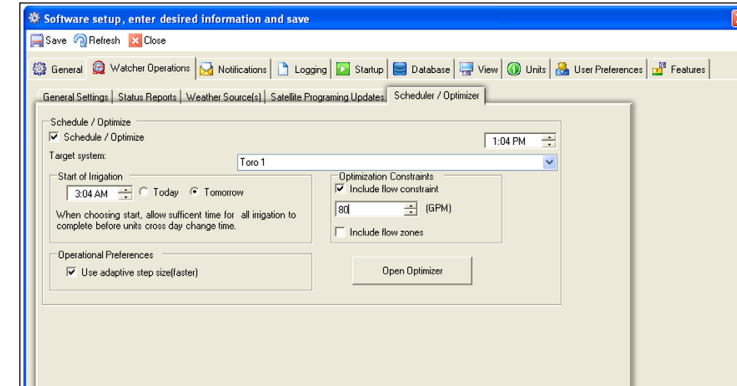 Software setup, enter desired information and save
Save Refresh Close
General Watcher Operations Notifications Logging Startup Database View Units User Preferences Features
General Settings Status Reports Weather Source(s) Satellite Programing Updates Scheduler / Optimizer
Schedule / Optimize
Schedule / Optimize
1:04 PM
Target system:
Toro 1
Start of Irrigation
3:04 AM Today Tomorrow
When choosing start, allow sufficent time for all irrigation to
complete before units cross day change time.
Optimization Constraints
Include flow constraint
80 (GPM)
Include flow zones
Operational Preferences
Use adaptive step size(faster)
Open Optimizer